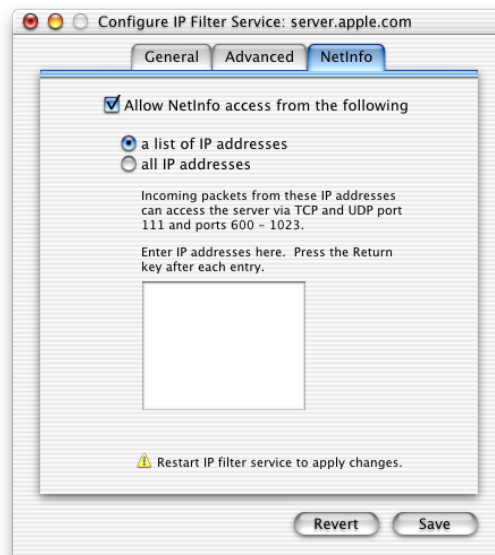 Configure IP Filter Service: server.apple.com
General Advanced NetInfo
Allow NetInfo access from the following
a list of IP addresses
all IP addresses
Incoming packets from these IP addresses
can access the server via TCP and UDP port
111 and ports 600 – 1023.
Enter IP addresses here. Press the Return
key after each entry.
Restart IP filter service to apply changes.
Revert Save